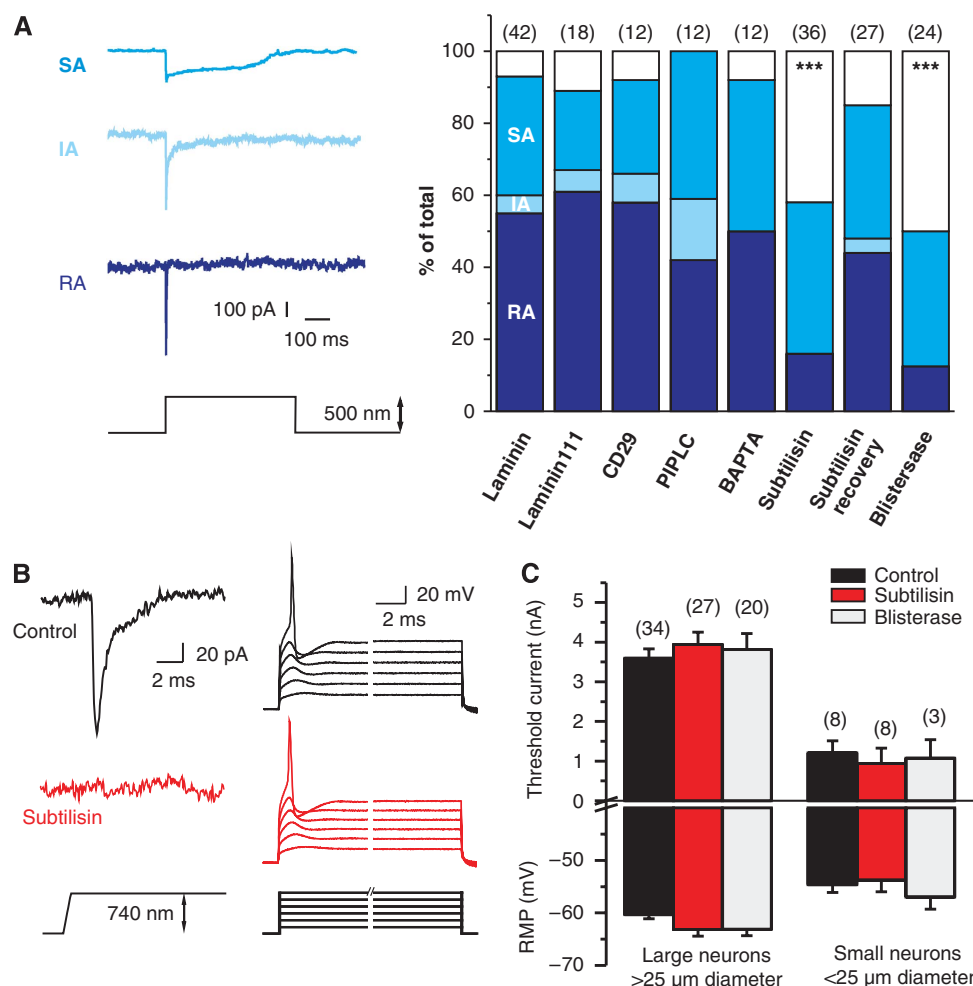 A
SA
IA
RA
100 pA
100 ms
500 nm
% of total
100
80
60
40
20
0
(42) (18) (12) (12) (12) (36) (27) (24)
*** ***
SA
IA
RA
Laminin
Laminin111
CD29
PIPLC
BAPTA
Subtilisin
Subtilisin
recovery
Blistersase
B
Control
20 pA
2 ms
20 mV
2 ms
Subtilisin
740 nm
C
Control
Subtilisin
Blisterase
Threshold current (nA)
5
4
3
2
1
0
(34) (27) (20)
(8) (8) (3)
RMP (mV)
−50
−60
−70
Large neurons
>25 µm diameter
Small neurons
<25 µm diameter